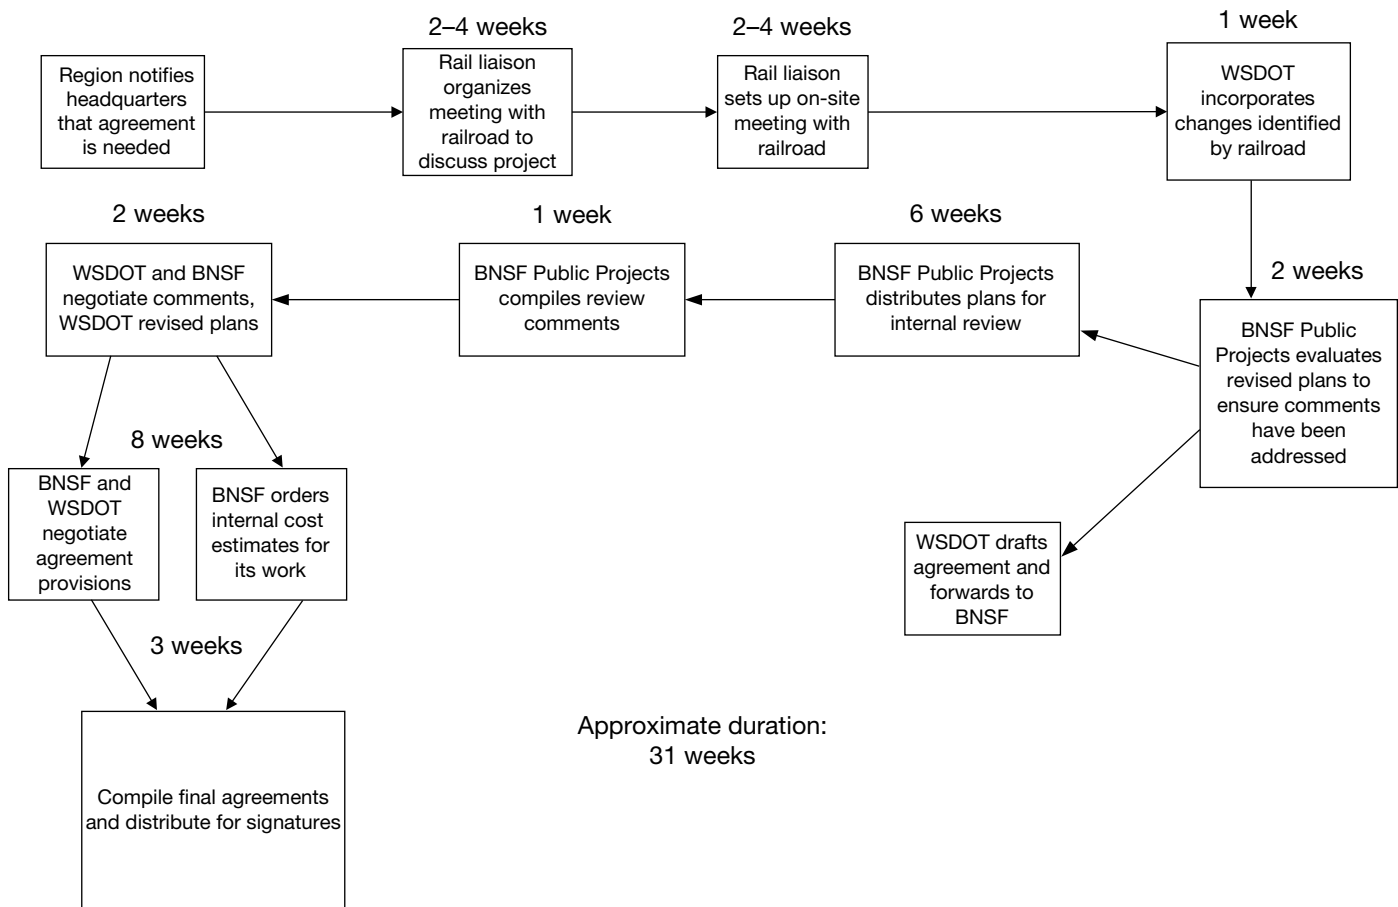 2–4 weeks
2–4 weeks
1 week
Region notifies
headquarters
that agreement
is needed
Rail liaison
organizes
meeting with
railroad to
discuss project
Rail liaison
sets up on-site
meeting with
railroad
WSDOT
incorporates
changes identified
by railroad
2 weeks
1 week
6 weeks
2 weeks
WSDOT and BNSF
negotiate comments,
WSDOT revised plans
BNSF Public Projects
compiles review
comments
BNSF Public Projects
distributes plans for
internal review
BNSF Public
Projects evaluates
revised plans to
ensure comments
have been
addressed
8 weeks
BNSF and
WSDOT
negotiate
agreement
provisions
BNSF orders
internal cost
estimates for
its work
WSDOT drafts
agreement and
forwards to
BNSF
3 weeks
Approximate duration:
31 weeks
Compile final agreements
and distribute for signatures